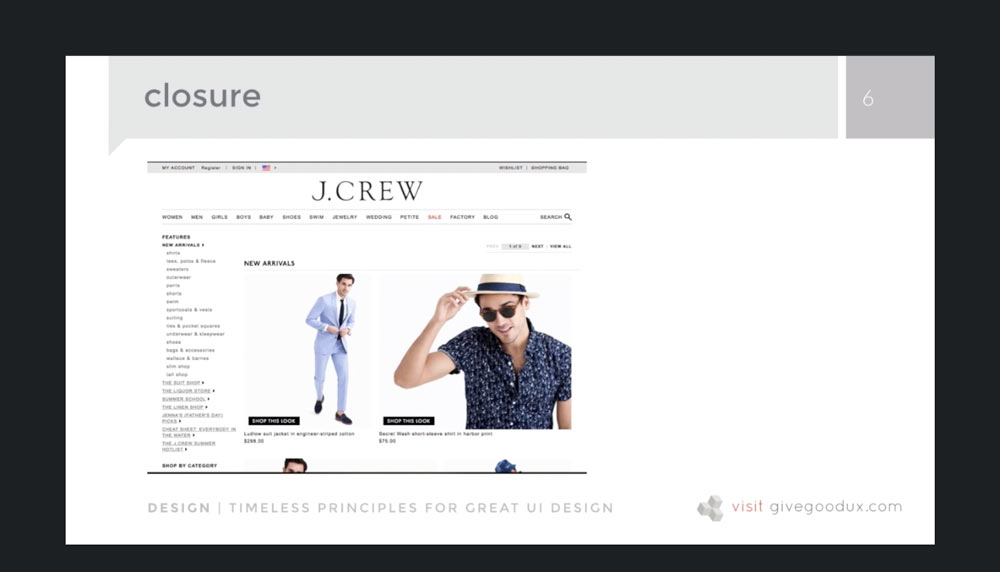 closure
6
MY ACCOUNT Register | SIGN IN |
WISHLIST | SHOPPING BAG
J.CREW
WOMEN MEN GIRLS BOYS BABY SHOES SWIM JEWELRY WEDDING PETITE SALE FACTORY BLOG SEARCH
FEATURES
NEW ARRIVALS
shirts
tees, polos & fleece
sweaters
outerwear
pants
shorts
swim
sportcoats & vests
suiting
ties & pocket squares
underwear & sleepwear
shoes
bags & accessories
wallace & barnes
slim shop
tall shop
THE SUIT SHOP
THE LIQUOR STORE
SUMMER SCHOOL
THE LINEN SHOP
JENNA'S (FATHER'S DAY)
PICKS
CHEAT SHEET: EVERYBODY IN
THE WATER
THE J.CREW SUMMER
HOTLIST
SHOP BY CATEGORY
PREV 1 of 9 NEXT | VIEW ALL
NEW ARRIVALS
SHOP THIS LOOK
Ludlow suit jacket in engineer-striped cotton
$298.00
SHOP THIS LOOK
Secret Wash short-sleeve shirt in harbor print
$75.00
DESIGN | TIMELESS PRINCIPLES FOR GREAT UI DESIGN
visit givegoodux.com